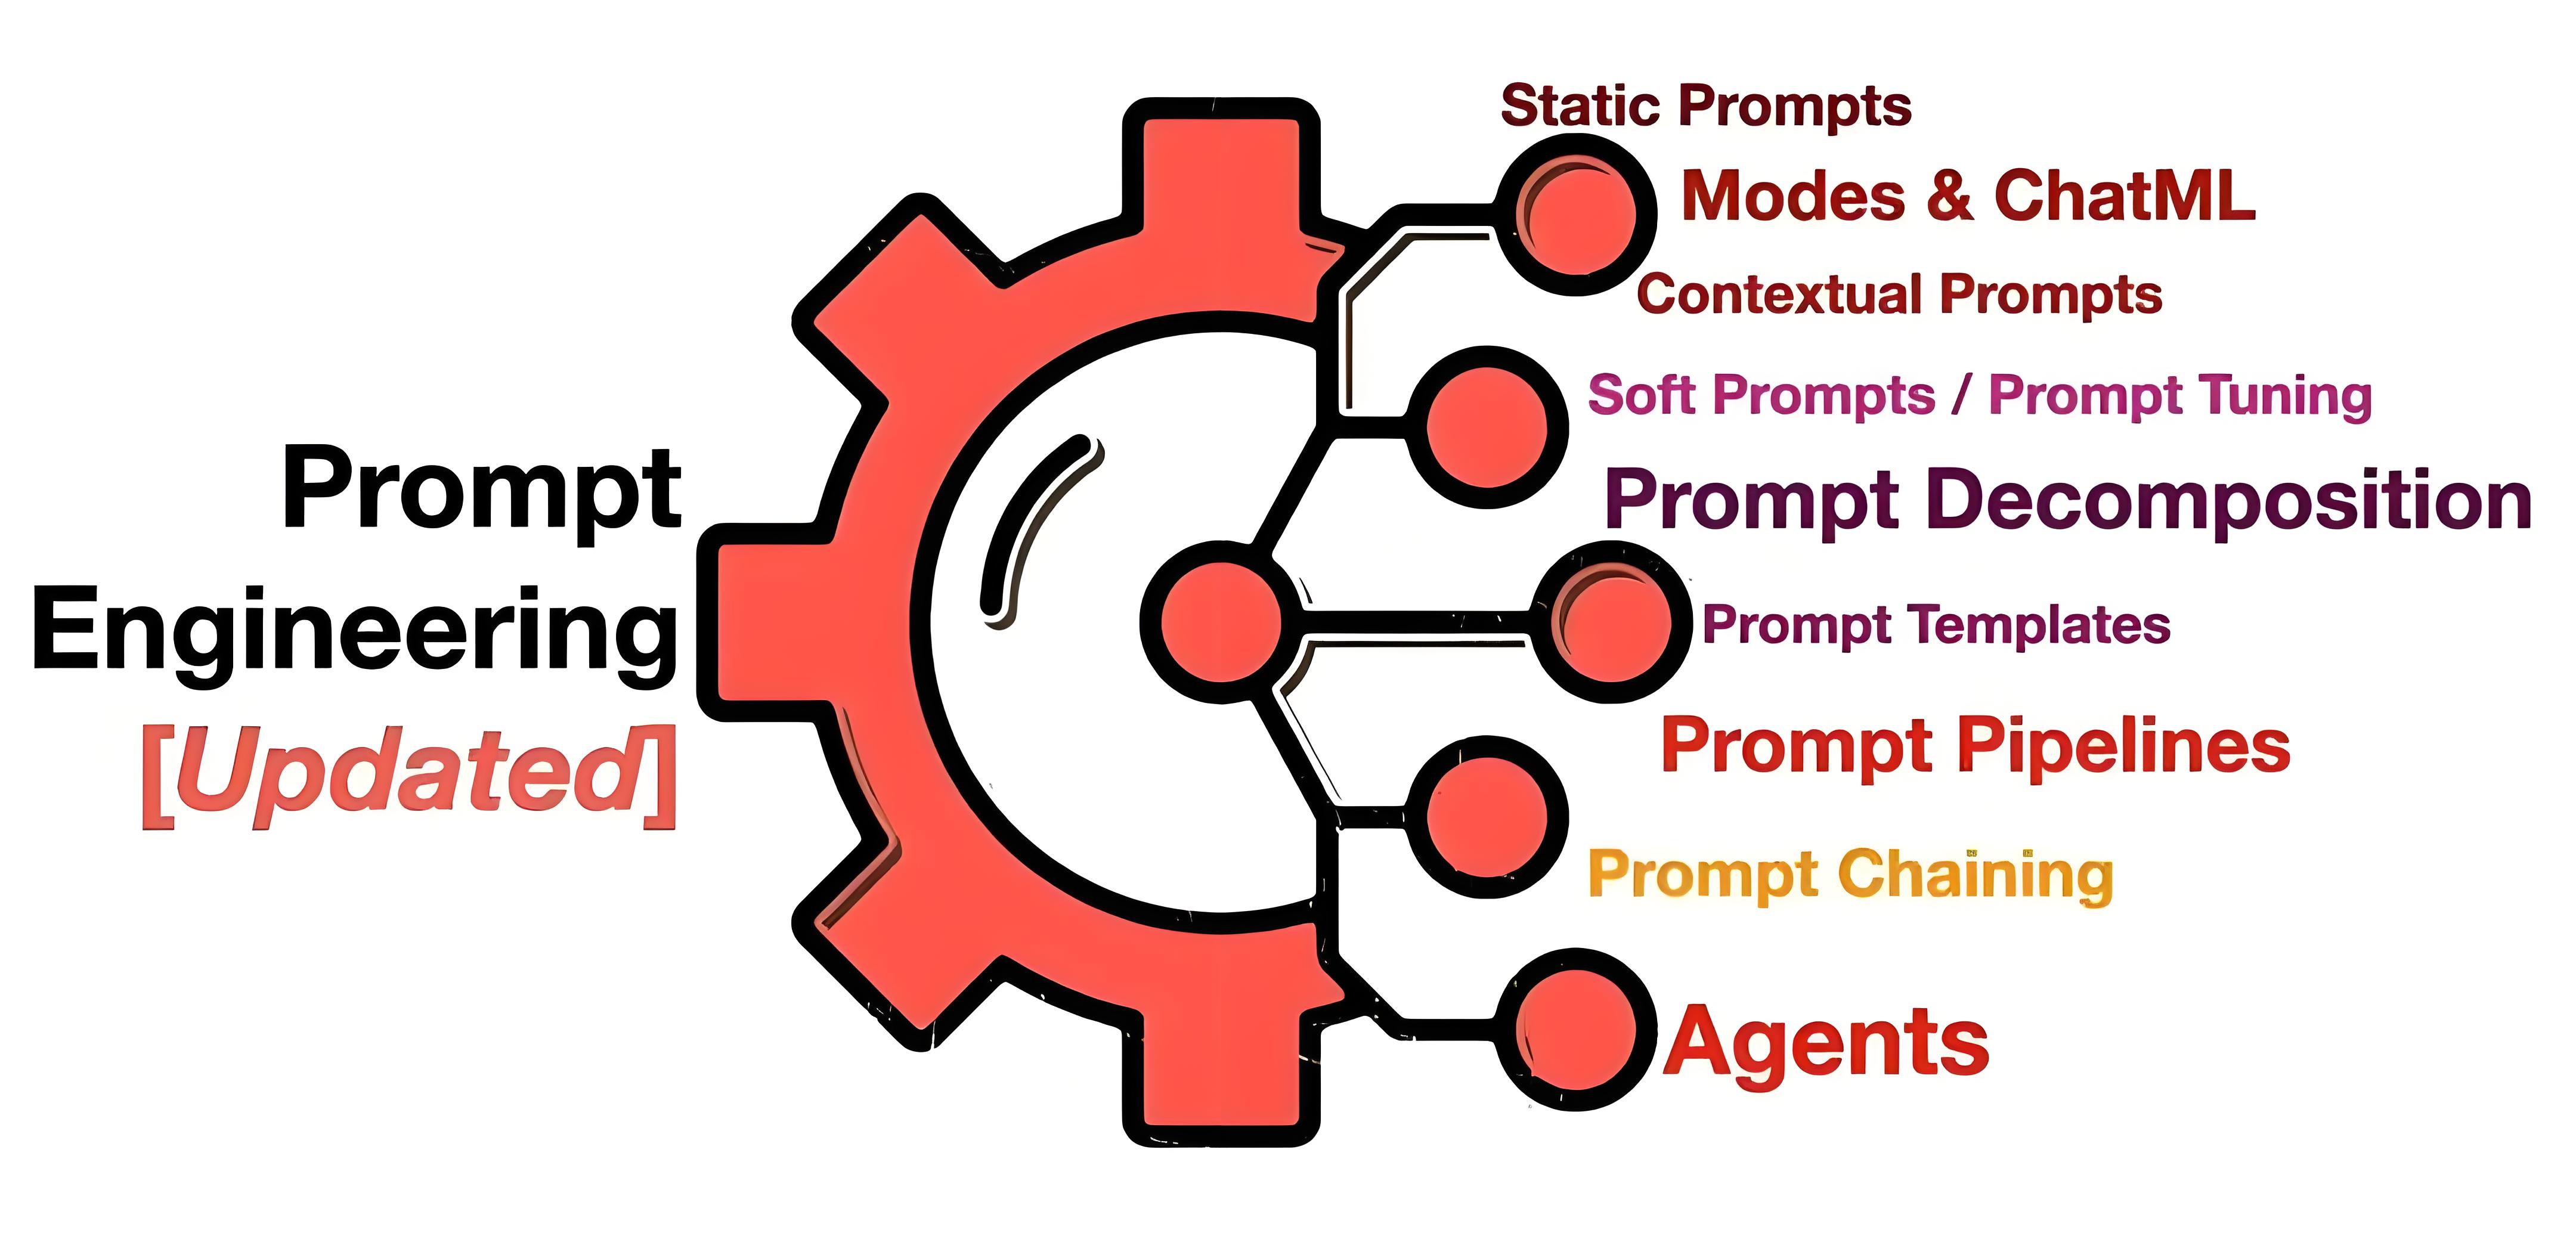 Prompt
Engineering
[Updated]
Static Prompts
Modes & ChatML
Contextual Prompts
Soft Prompts / Prompt Tuning
Prompt Decomposition
Prompt Templates
Prompt Pipelines
Prompt Chaining
Agents